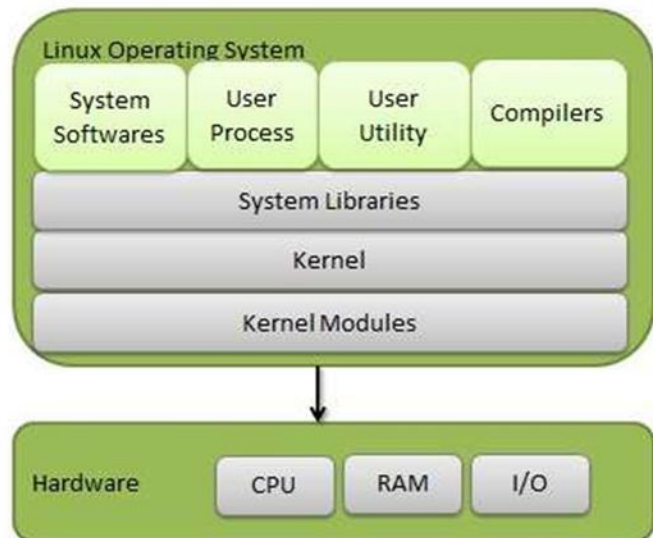 Linux Operating System
System
Softwares
User
Process
User
Utility
Compilers
System Libraries
Kernel
Kernel Modules
Hardware
CPU
RAM
I/O